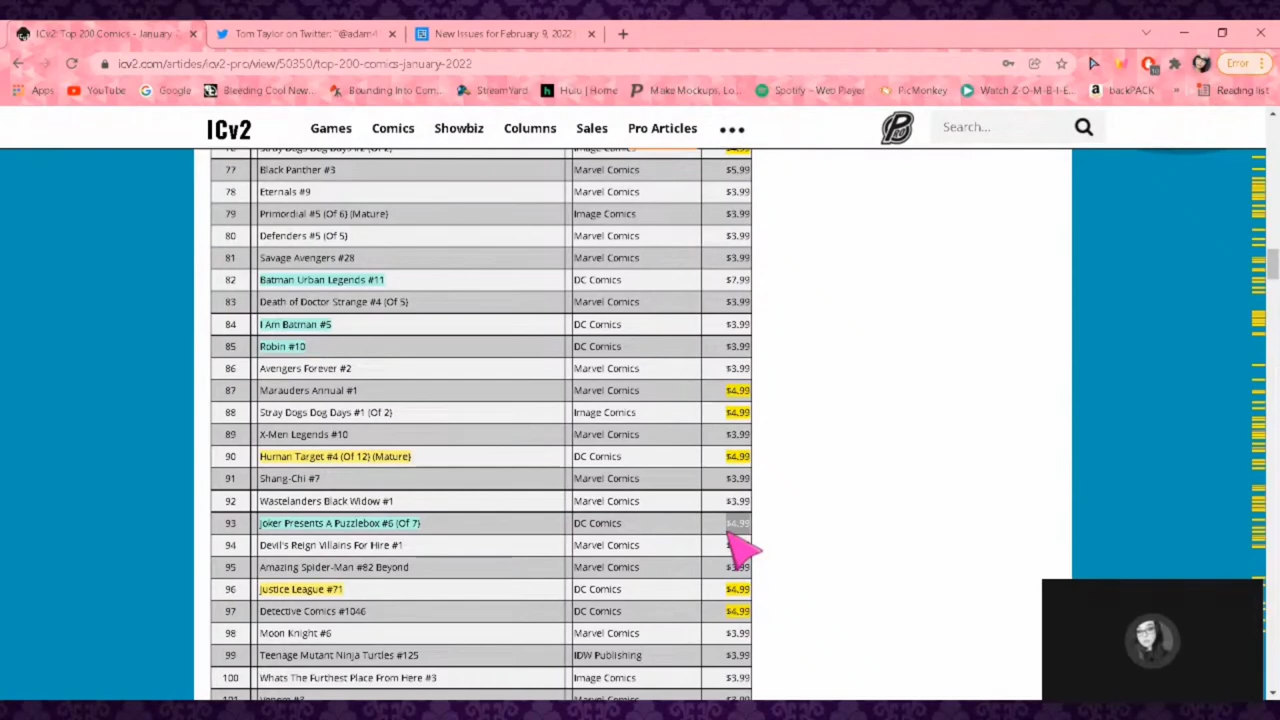 ICv2: Top 200 Comics - January
Tom Taylor on Twitter: "@adam4
New Issues for February 9, 2022
icv2.com/articles/icv2-pro/view/50350/top-200-comics-january-2022
Error
Apps YouTube Google Bleeding Cool New... Bounding Into Com... StreamYard Hulu | Home Make Mockups, Lo... Spotify – Web Player PicMonkey Watch Z-O-M-B-I-E... backPACK » Reading list
ICv2 Games Comics Showbiz Columns Sales Pro Articles Search...
77 Black Panther #3 Marvel Comics $5.99
78 Eternals #9 Marvel Comics $3.99
79 Primordial #5 (Of 6) (Mature) Image Comics $3.99
80 Defenders #5 (Of 5) Marvel Comics $3.99
81 Savage Avengers #28 Marvel Comics $3.99
82 Batman Urban Legends #11 DC Comics $7.99
83 Death of Doctor Strange #4 (Of 5) Marvel Comics $3.99
84 I Am Batman #5 DC Comics $3.99
85 Robin #10 DC Comics $3.99
86 Avengers Forever #2 Marvel Comics $3.99
87 Marauders Annual #1 Marvel Comics $4.99
88 Stray Dogs Dog Days #1 (Of 2) Image Comics $4.99
89 X-Men Legends #10 Marvel Comics $3.99
90 Human Target #4 (Of 12) (Mature) DC Comics $4.99
91 Shang-Chi #7 Marvel Comics $3.99
92 Wastelanders Black Widow #1 Marvel Comics $3.99
93 Joker Presents A Puzzlebox #6 (Of 7) DC Comics $4.99
94 Devil's Reign Villains For Hire #1 Marvel Comics
95 Amazing Spider-Man #82 Beyond Marvel Comics $3.99
96 Justice League #71 DC Comics $4.99
97 Detective Comics #1046 DC Comics $4.99
98 Moon Knight #6 Marvel Comics $3.99
99 Teenage Mutant Ninja Turtles #125 IDW Publishing $3.99
100 Whats The Furthest Place From Here #3 Image Comics $3.99